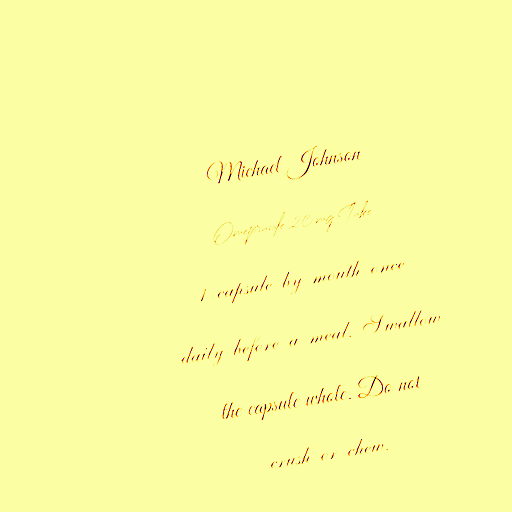 Michael Johnson
Omeprazole 20mg Take
1 capsule by mouth once
daily before a meal. Swallow
the capsule whole. Do not
crush or chew.